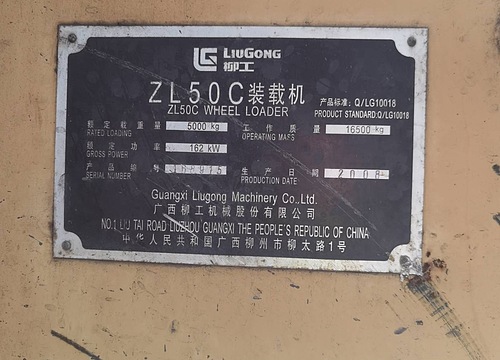 LIUGONG
柳工
ZL50C装载机
ZL50C WHEEL LOADER
产品标准: Q/LG10018
PRODUCT STANDARD:Q/LG10018
额定载重量 5000 kg
RATED LOADING
工作质量 16500 kg
OPERATING MASS
额定功率 162 kW
GROSS POWER
产品编号
SERIAL NUMBER
生产日期 2008
PRODUCTION DATE
Guangxi Liugong Machinery Co.,Ltd.
广西柳工机械股份有限公司
NO.1 LIU TAI ROAD LIUZHOU GUANGXI THE PEOPLE'S REPUBLIC OF CHINA
中华人民共和国广西柳州市柳太路1号